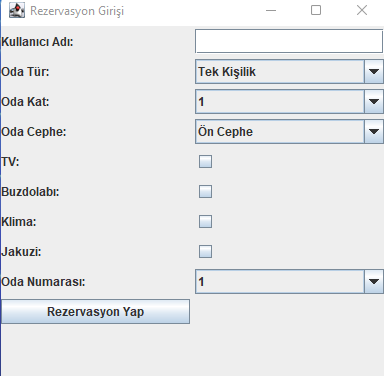 Rezervasyon Girişi
Kullanıcı Adı:
Oda Tür: Tek Kişilik
Oda Kat: 1
Oda Cephe: Ön Cephe
TV:
Buzdolabı:
Klima:
Jakuzi:
Oda Numarası: 1
Rezervasyon Yap